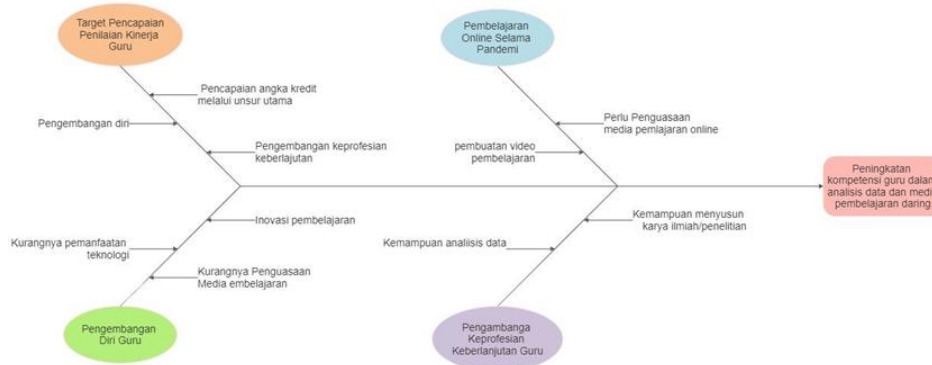 Target Pencapaian
Penilaian Kinerja
Guru
Pembelajaran
Online Selama
Pandemi
Pencapaian angka kredit
melalui unsur utama
Pengembangan diri
Pengembangan keprofesian
keberlajutan
Perlu Penguasaan
media pemlajaran online
pembuatan video
pembelajaran
Peningkatan
kompetensi guru dalam
analisis data dan medi
pembelajaran daring
Inovasi pembelajaran
Kurangnya pemanfaatan
teknologi
Kurangnya Penguasaan
Media embelajaran
Kemampuan menyusun
karya ilmiah/penelitian
Kemampuan analiisis data
Pengembangan
Diri Guru
Pengambanga
Keprofesian
Keberlanjutan Guru